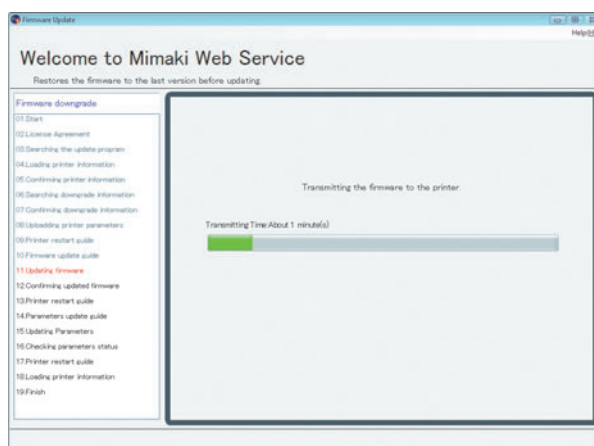 Firmware Update
Help(H
Welcome to Mimaki Web Service
Restores the firmware to the last version before updating.
Firmware downgrade
01.Start
02.License Agreement
03.Searching the update program
04.Loading printer information
05.Confirming printer information
06.Searching downgrade information
07.Confirming downgrade information
08.Uploadding printer parameters
09.Printer restart guide
10.Firmware update guide
11.Updating firmware
12.Confirming updated firmware
13.Printer restart guide
14.Parameters update guide
15.Updating Parameters
16.Checking parameters status
17.Printer restart guide
18.Loading printer information
19.Finish
Transmitting the firmware to the printer.
Transmitting Time:About 1 minute(s)